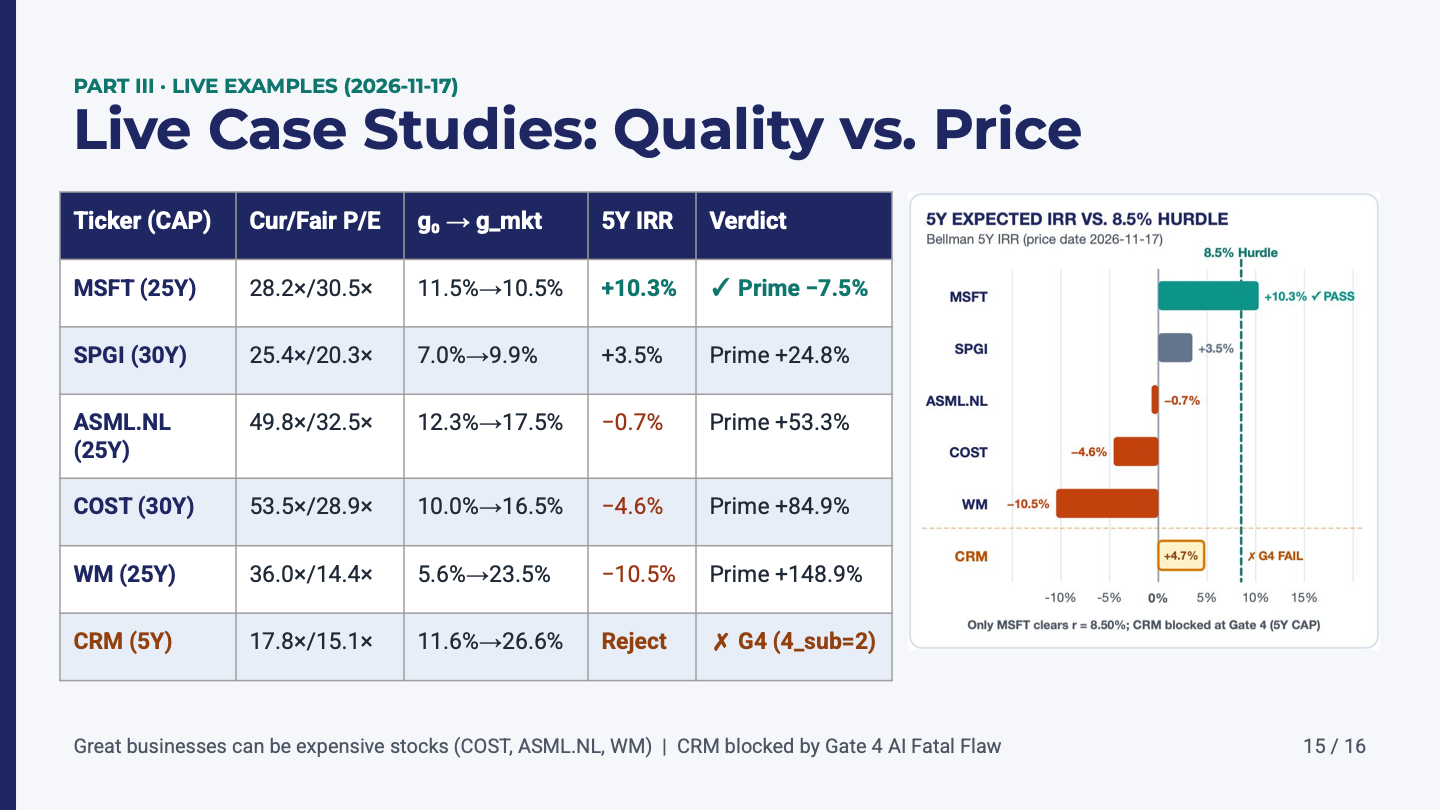 PART III · LIVE EXAMPLES (2026-11-17)
Live Case Studies: Quality vs. Price
Ticker (CAP) Cur/Fair P/E g₀ → g_mkt 5Y IRR Verdict
MSFT (25Y) 28.2×/30.5× 11.5%→10.5% +10.3% ✓ Prime −7.5%
SPGI (30Y) 25.4×/20.3× 7.0%→9.9% +3.5% Prime +24.8%
ASML.NL (25Y) 49.8×/32.5× 12.3%→17.5% −0.7% Prime +53.3%
COST (30Y) 53.5×/28.9× 10.0%→16.5% −4.6% Prime +84.9%
WM (25Y) 36.0×/14.4× 5.6%→23.5% −10.5% Prime +148.9%
CRM (5Y) 17.8×/15.1× 11.6%→26.6% Reject ✗ G4 (4_sub=2)
5Y EXPECTED IRR VS. 8.5% HURDLE
Bellman 5Y IRR (price date 2026-11-17)
8.5% Hurdle
MSFT +10.3% ✓ PASS
SPGI +3.5%
ASML.NL −0.7%
COST −4.6%
WM −10.5%
CRM +4.7% ✗ G4 FAIL
-10% -5% 0% 5% 10% 15%
Only MSFT clears r = 8.50%; CRM blocked at Gate 4 (5Y CAP)
Great businesses can be expensive stocks (COST, ASML.NL, WM) | CRM blocked by Gate 4 AI Fatal Flaw
15 / 16